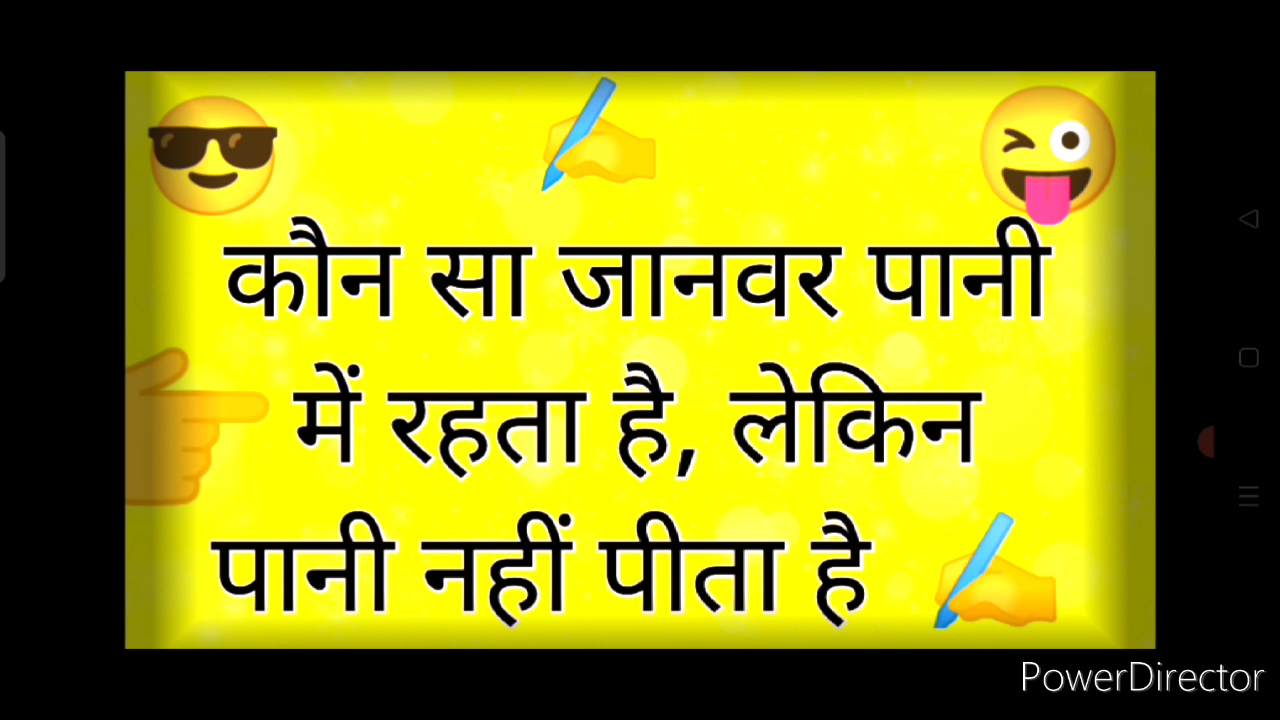 कौन सा जानवर पानी
में रहता है, लेकिन
पानी नहीं पीता है
PowerDirector